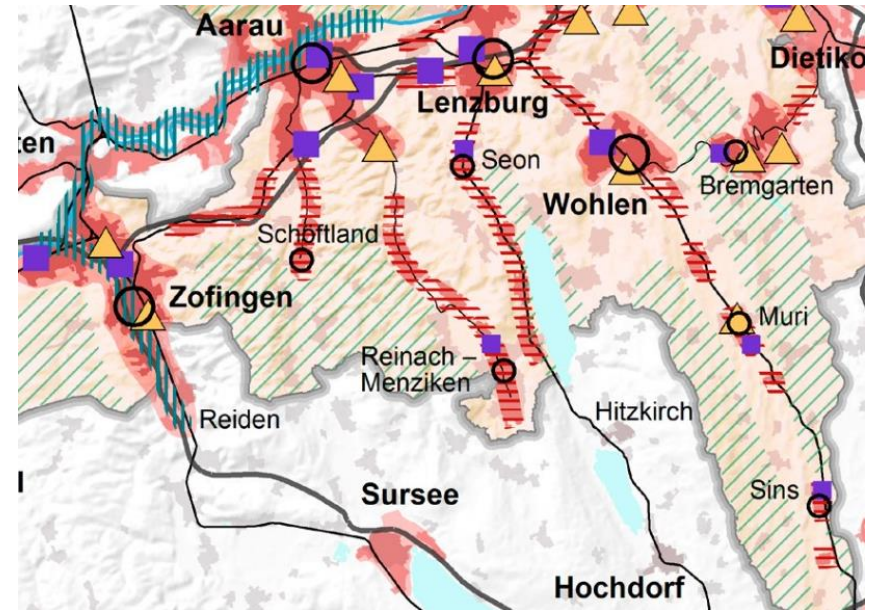 Aarau
Dietiko
Lenzburg
ten
Seon
Bremgarten
Wohlen
Schöftland
Zofingen
Muri
Reinach –
Menziken
Hitzkirch
Reiden
Sins
Sursee
Hochdorf